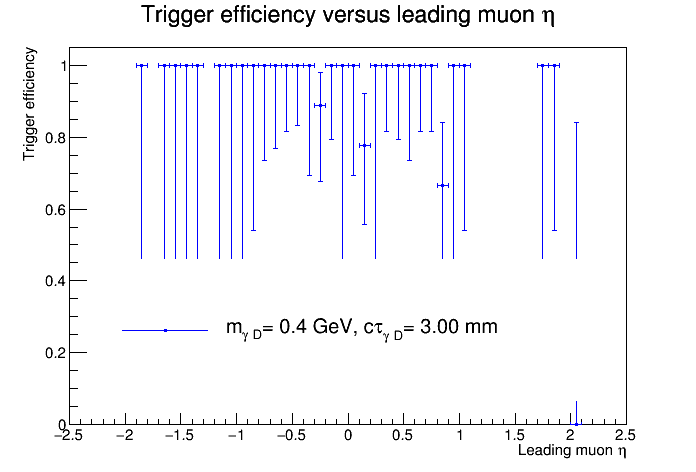 Trigger efficiency versus leading muon η
Trigger efficiency
1
0.8
0.6
0.4
0.2
0
m_γ D = 0.4 GeV, cτ_γ D = 3.00 mm
−2.5 −2 −1.5 −1 −0.5 0 0.5 1 1.5 2 2.5
Leading muon η